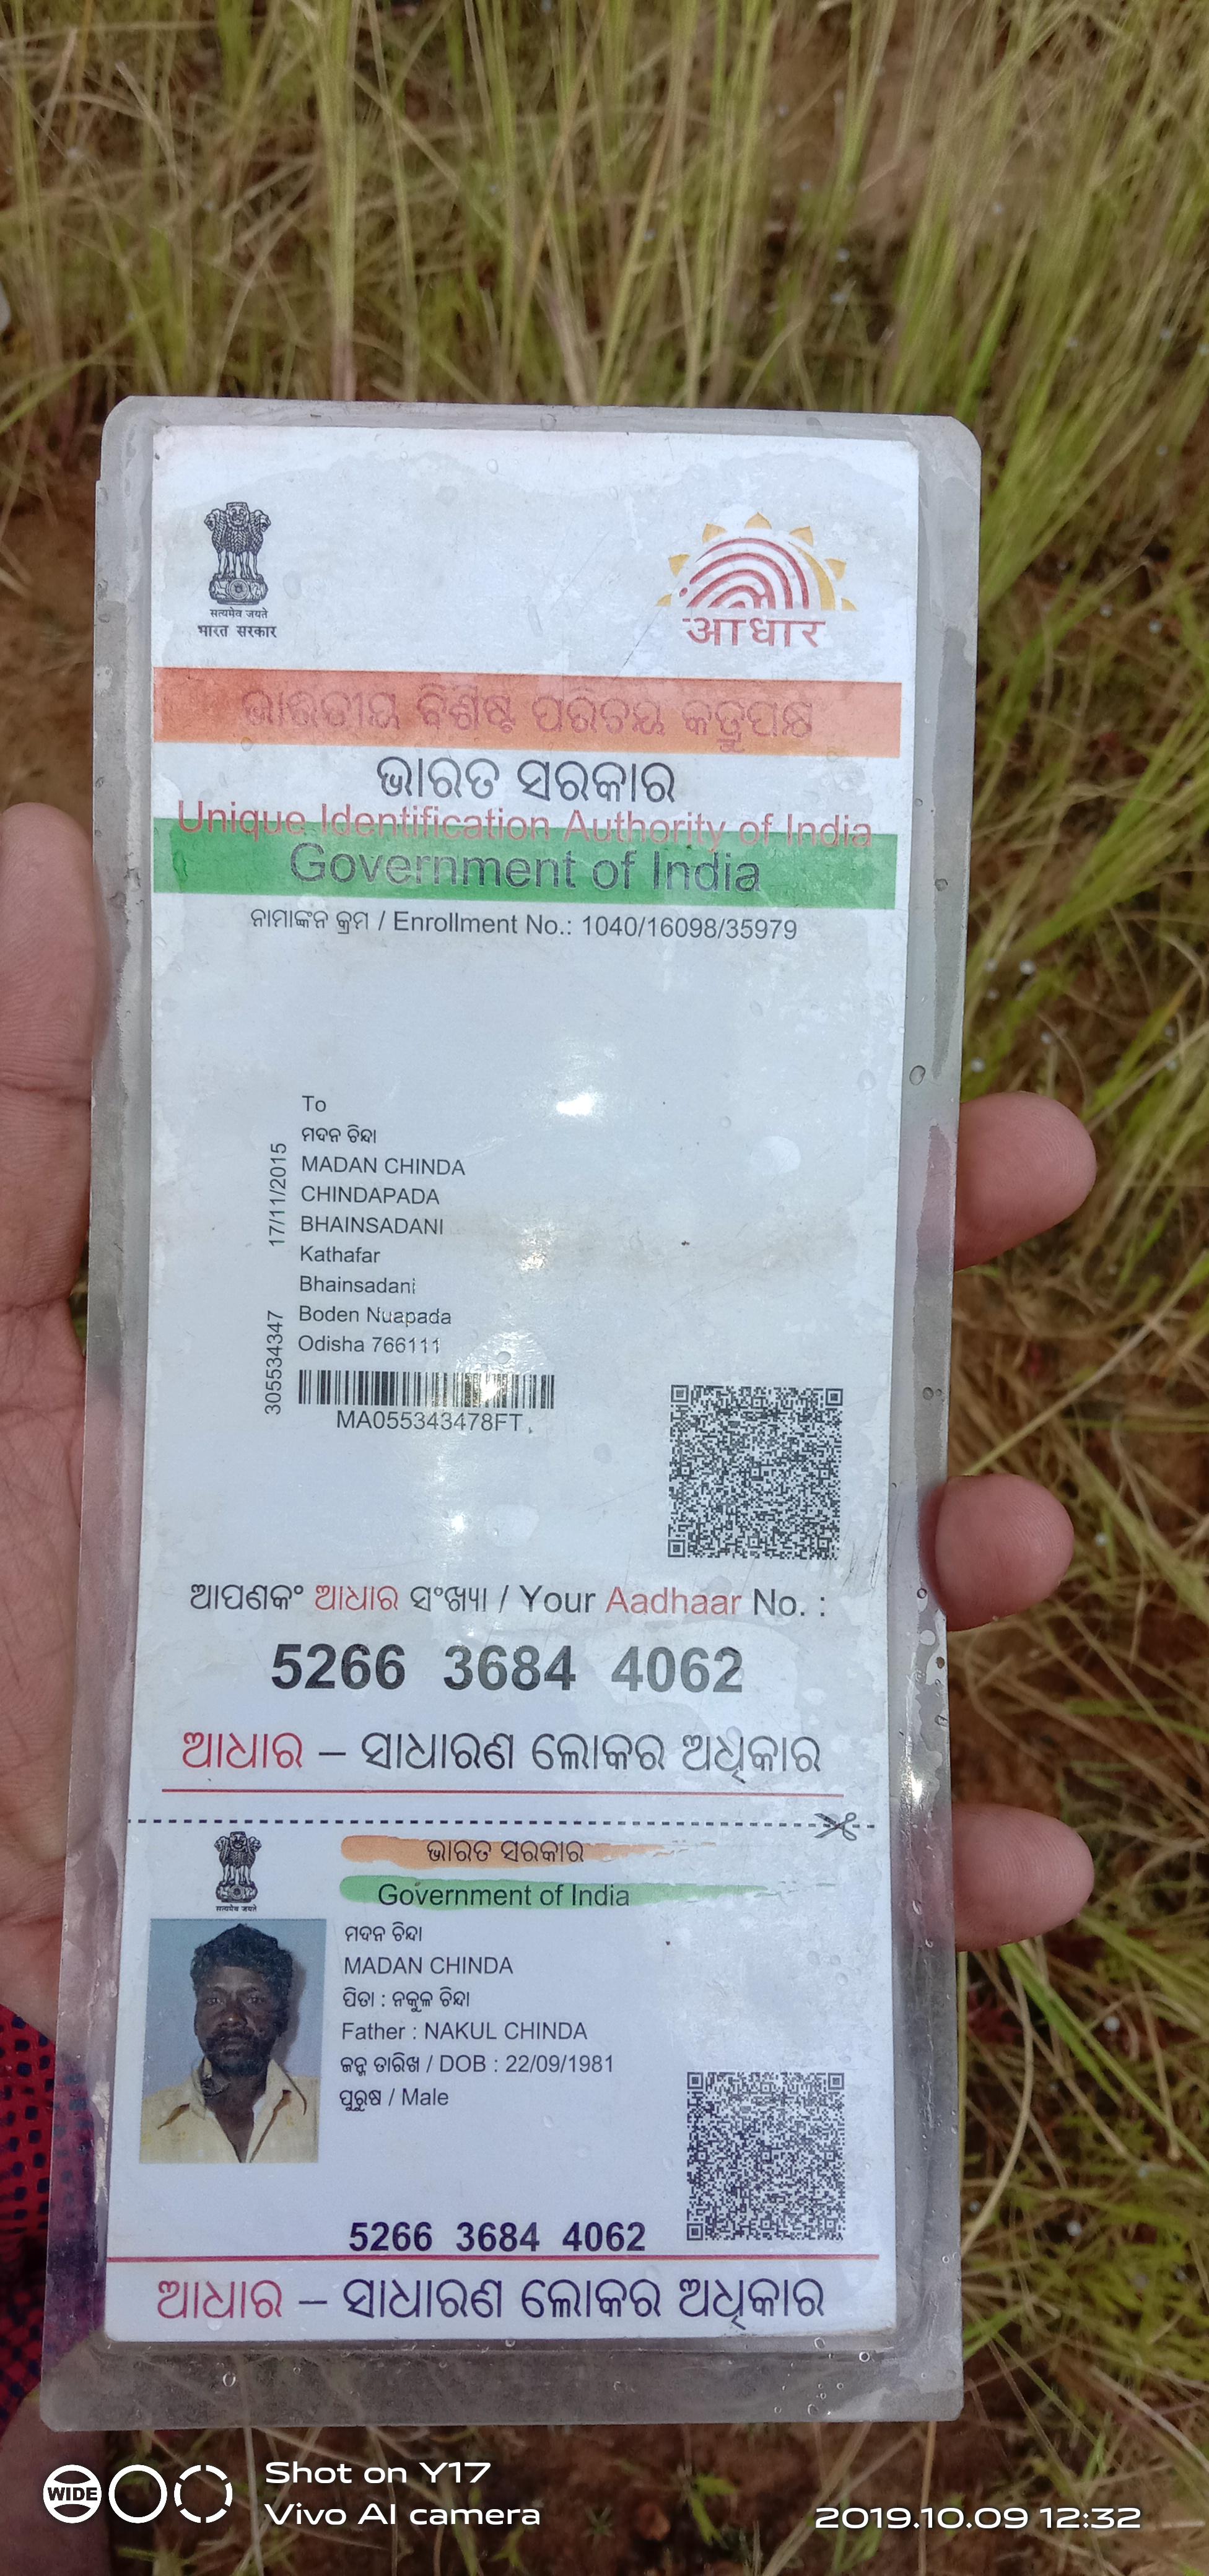 सत्यमेव जयते
भारत सरकार
आधार
ଭାରତୀୟ ବିଶିଷ୍ଟ ପରିଚୟ କତୃପକ୍ଷ
ଭାରତ ସରକାର
Unique Identification Authority of India
Government of India
ନାମାଙ୍କନ କ୍ରମ / Enrollment No.: 1040/16098/35979
To
ମଦନ ଚିନ୍ଦା
MADAN CHINDA
CHINDAPADA
BHAINSADANI
Kathafar
Bhainsadani
Boden Nuapada
Odisha 766111
17/11/2015
305534347
MA055343478FT
ଆପଣଙ୍କ ଆଧାର ସଂଖ୍ୟା / Your Aadhaar No. :
5266 3684 4062
ଆଧାର – ସାଧାରଣ ଲୋକର ଅଧିକାର
सत्यमेव जयते
ଭାରତ ସରକାର
Government of India
ମଦନ ଚିନ୍ଦା
MADAN CHINDA
ପିତା : ନକୁଳ ଚିନ୍ଦା
Father : NAKUL CHINDA
ଜନ୍ମ ତାରିଖ / DOB : 22/09/1981
ପୁରୁଷ / Male
5266 3684 4062
ଆଧାର – ସାଧାରଣ ଲୋକର ଅଧିକାର
WIDE
Shot on Y17
Vivo AI camera
2019.10.09 12:32